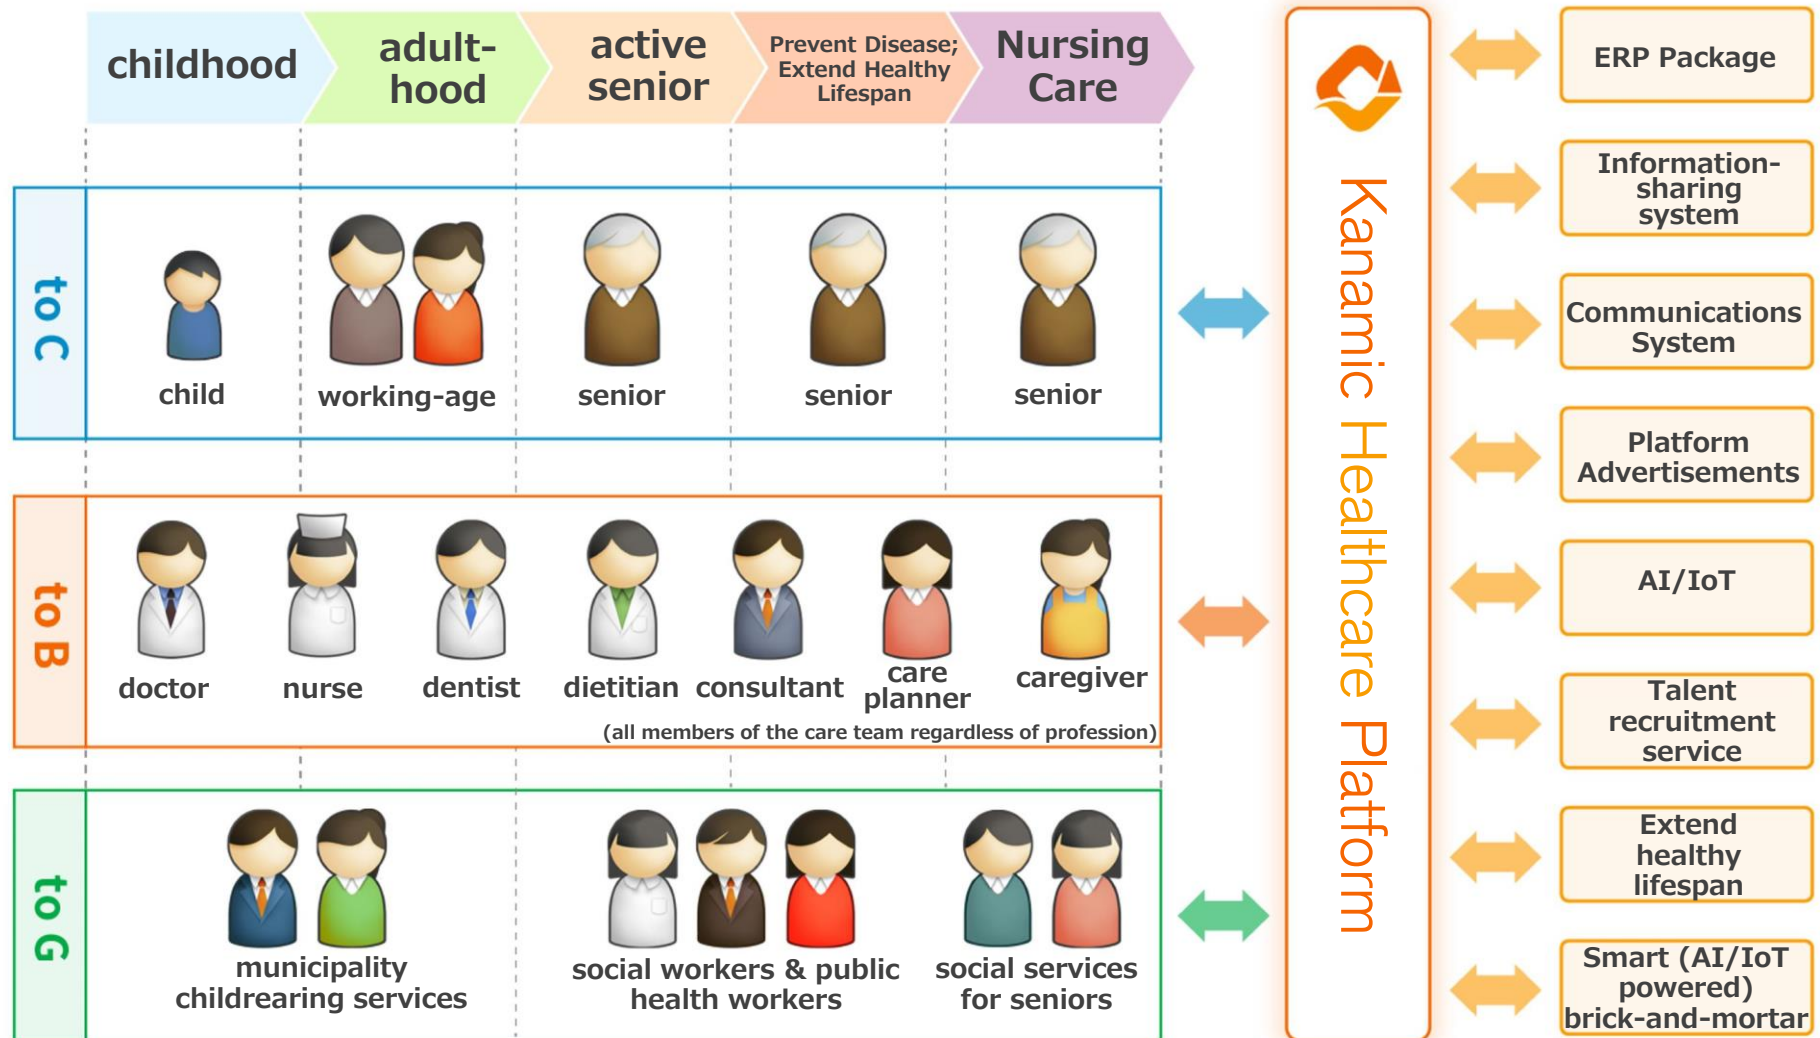 childhood
adult-
hood
active
senior
Prevent Disease;
Extend Healthy
Lifespan
Nursing
Care
to C
child
working-age
senior
senior
senior
to B
doctor
nurse
dentist
dietitian
consultant
care
planner
caregiver
(all members of the care team regardless of profession)
to G
municipality
childrearing services
social workers & public
health workers
social services
for seniors
Kanamic Healthcare Platform
ERP Package
Information-
sharing
system
Communications
System
Platform
Advertisements
AI/IoT
Talent
recruitment
service
Extend
healthy
lifespan
Smart (AI/IoT
powered)
brick-and-mortar